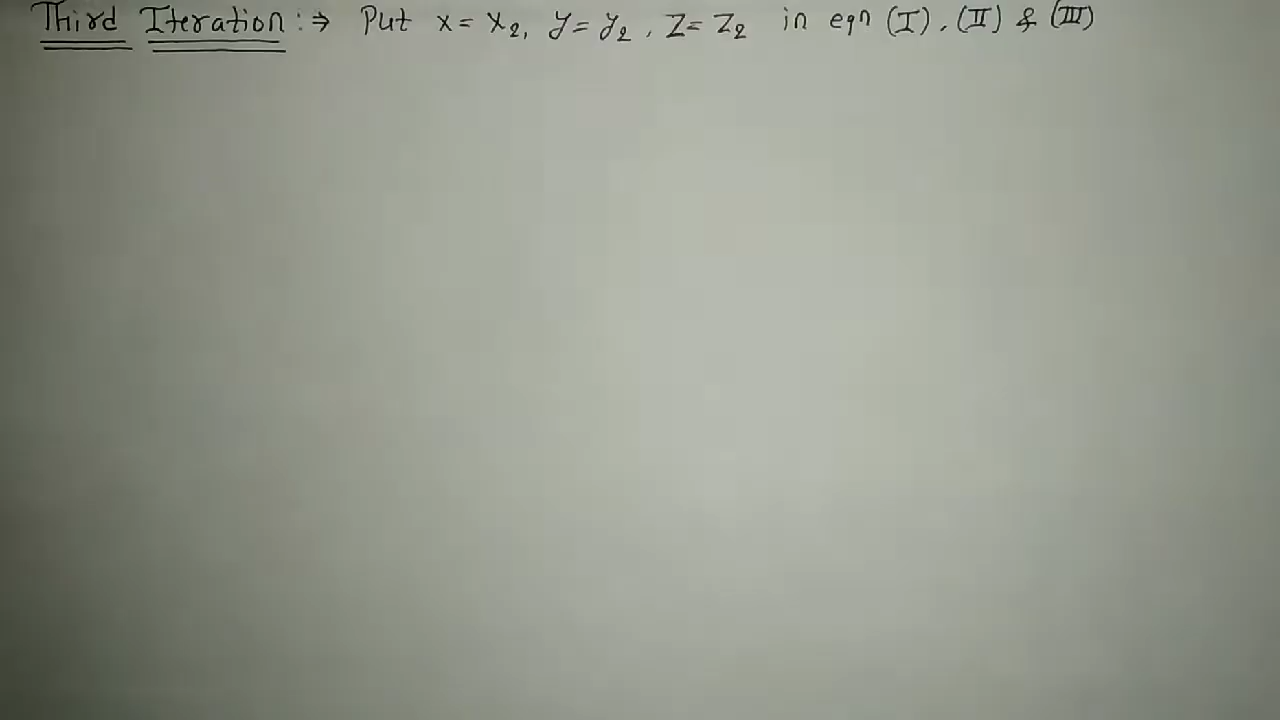 Third Iteration :⇒ Put x = x₂, y = y₂, z = z₂ in eqn (I), (II) & (III)